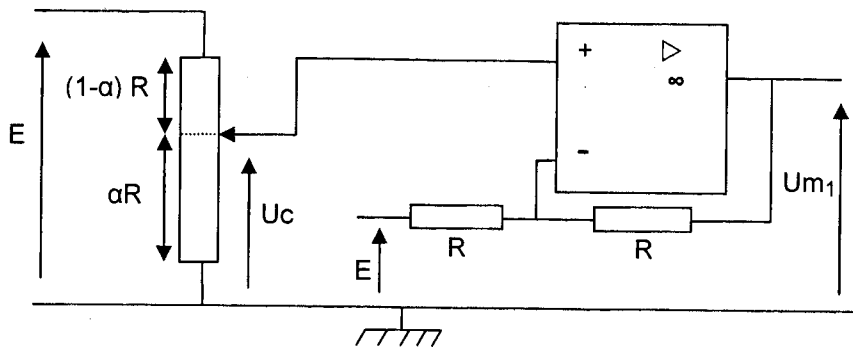 +
▷
∞
(1-α) R
E
-
αR
Uc
Um1
R
R
E